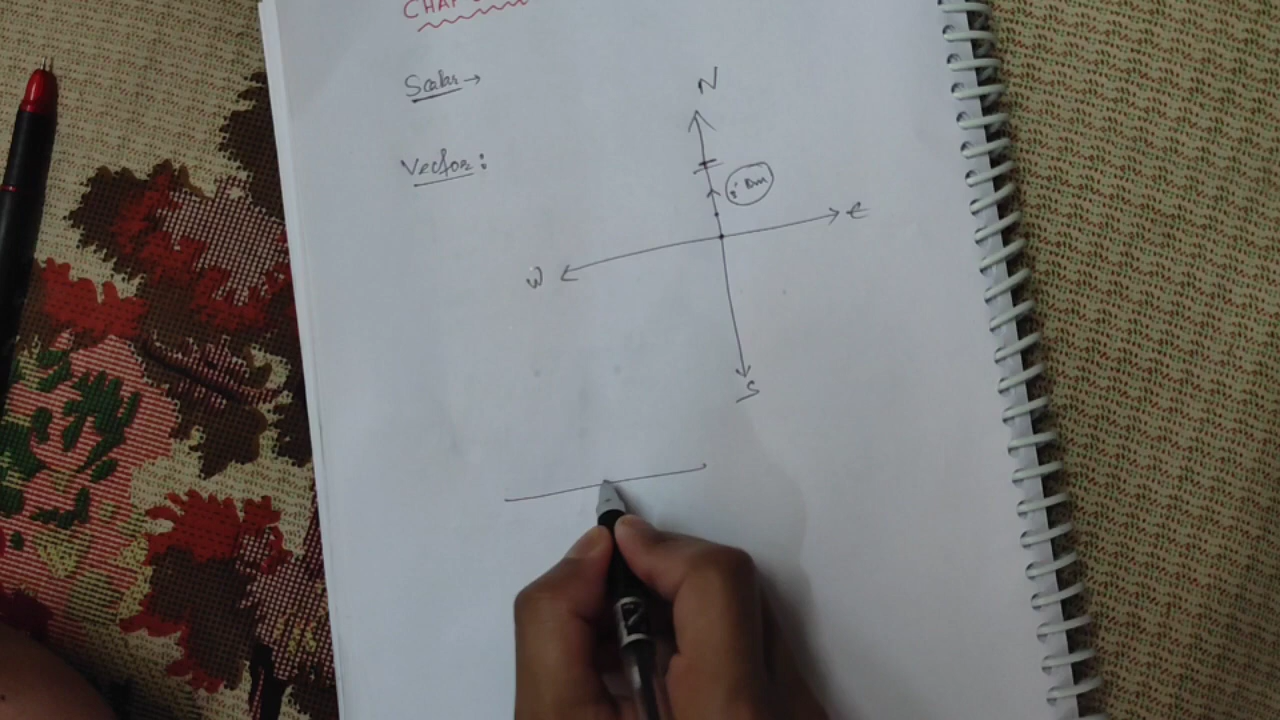 Scalar →
N
Vector:
E
W
S